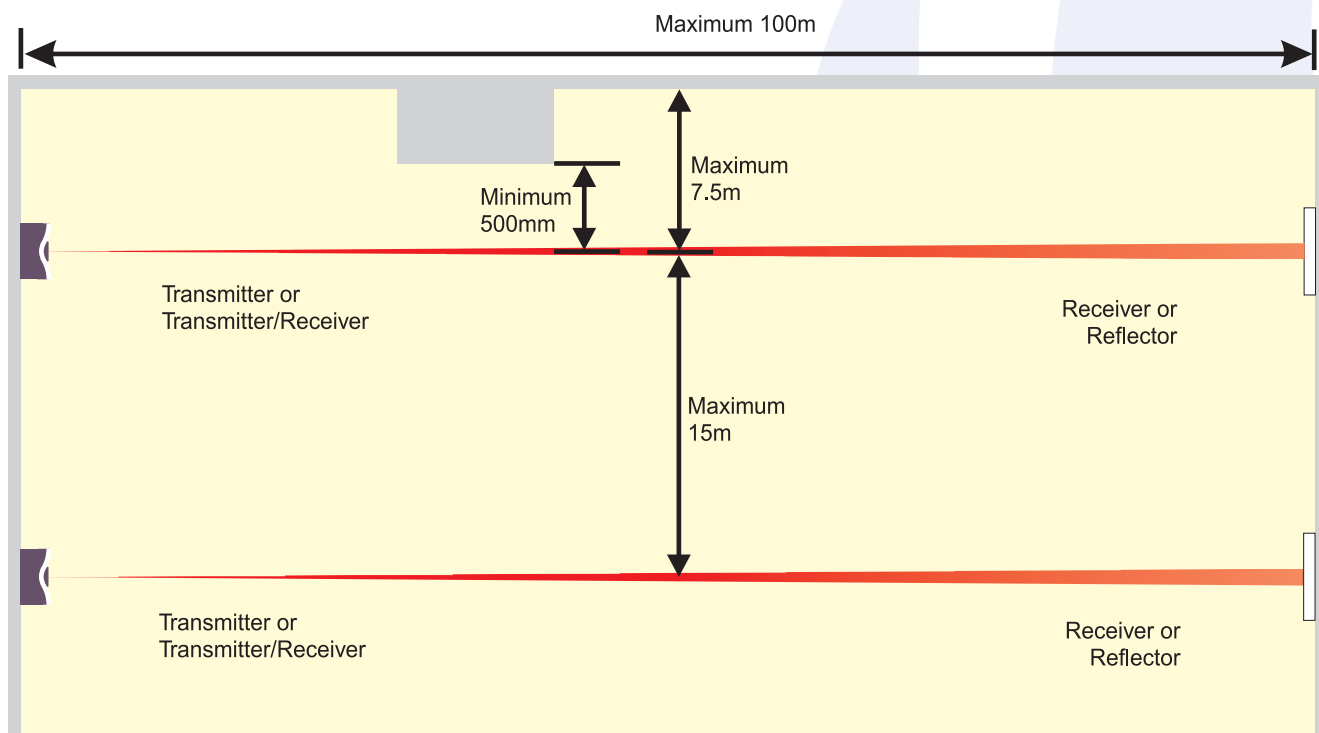 Maximum 100m
Maximum
7.5m
Minimum
500mm
Transmitter or
Transmitter/Receiver
Receiver or
Reflector
Maximum
15m
Transmitter or
Transmitter/Receiver
Receiver or
Reflector